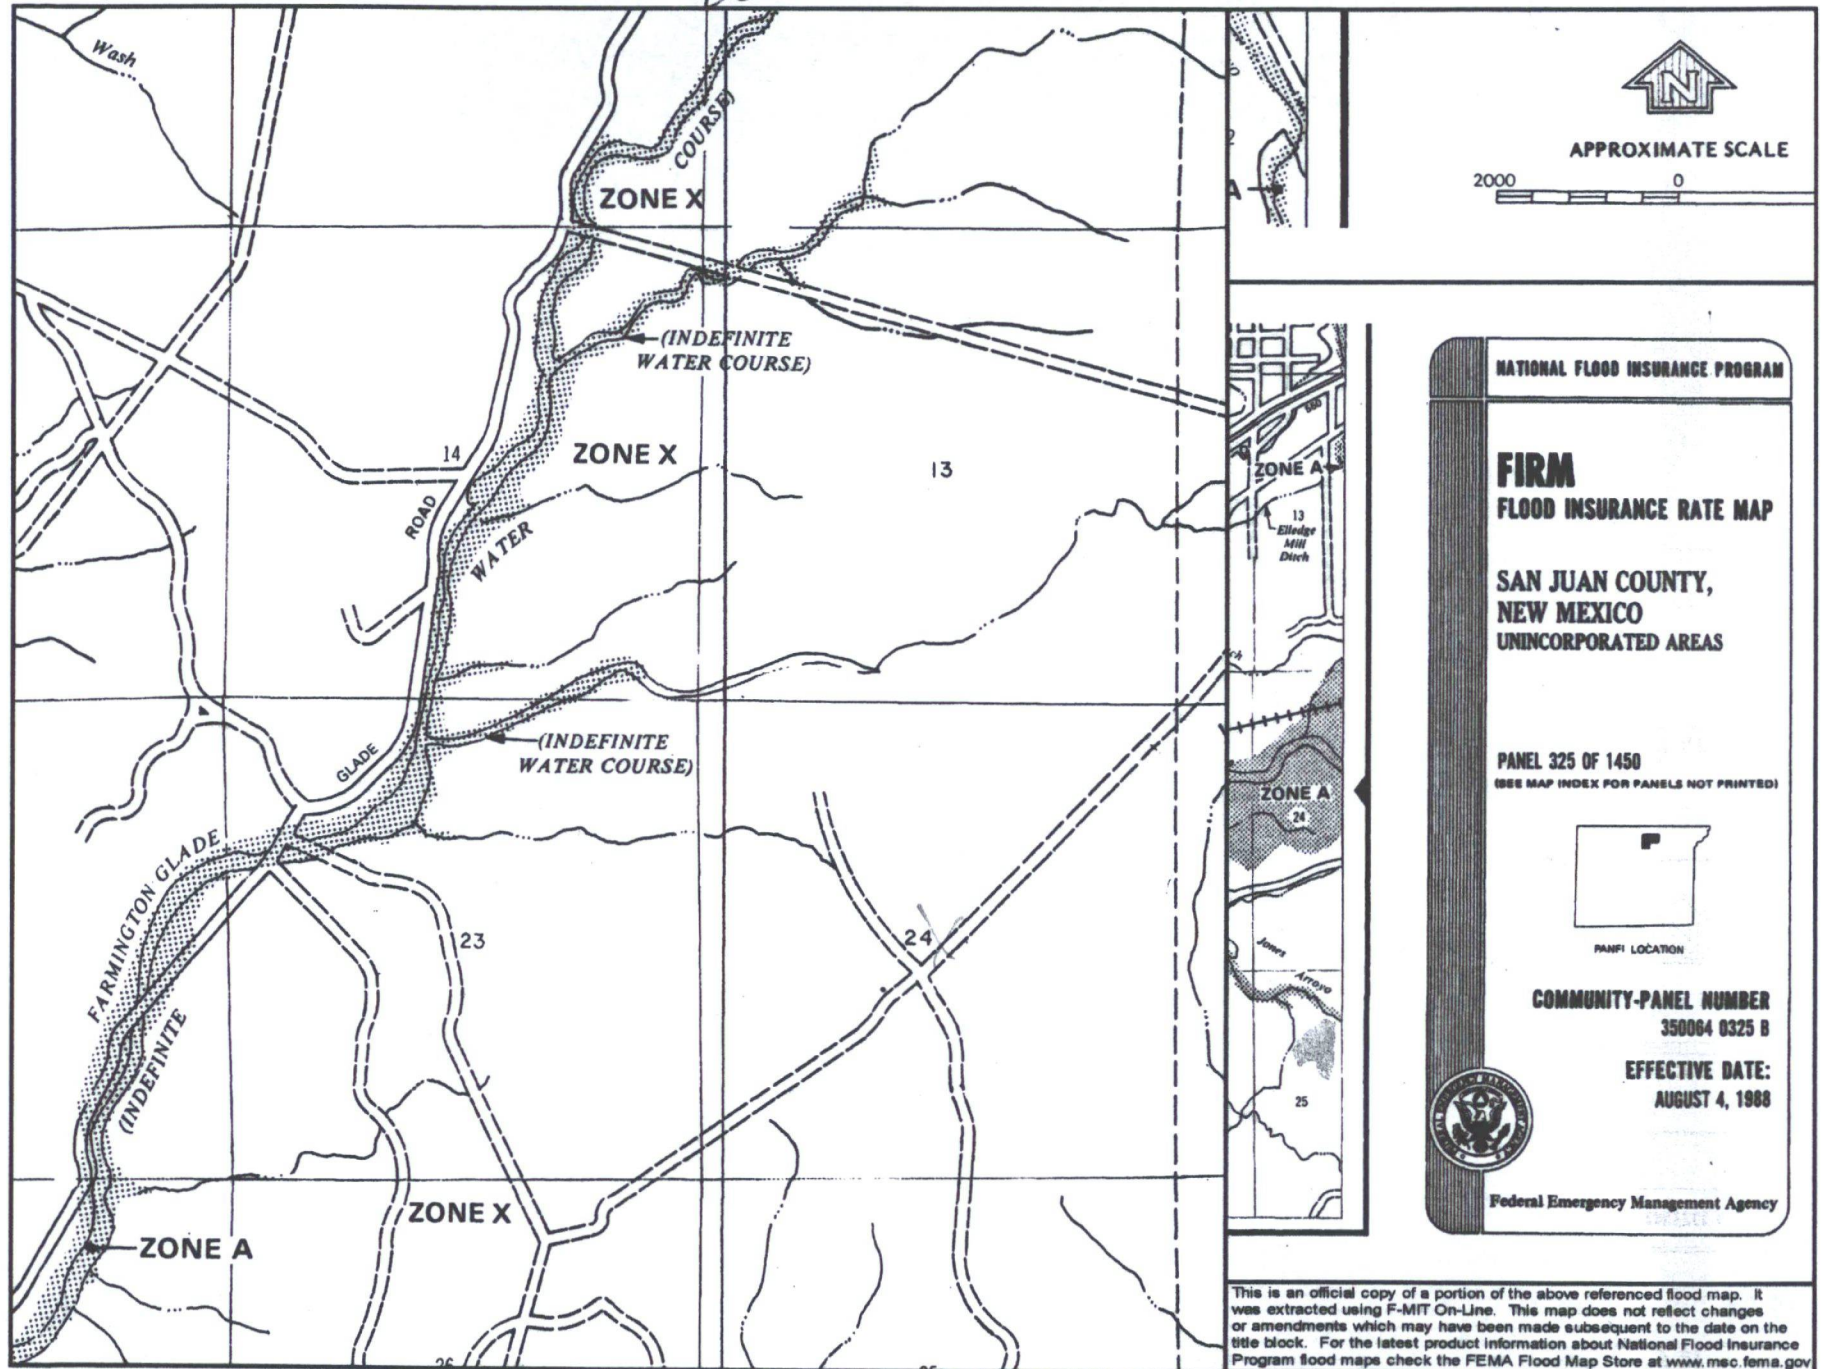 Wash
COURSE)
ZONE X
(INDEFINITE
WATER COURSE)
14
ZONE X
13
ROAD
WATER
(INDEFINITE
WATER COURSE)
GLADE
FARMINGTON GLADE
23
24
(INDEFINITE
ZONE X
ZONE A
A
ZONE A
13
Elledge
Mill
Ditch
ZONE A
24
Jones
Arroyo
25
N
APPROXIMATE SCALE
2000 0
NATIONAL FLOOD INSURANCE PROGRAM
FIRM
FLOOD INSURANCE RATE MAP
SAN JUAN COUNTY,
NEW MEXICO
UNINCORPORATED AREAS
PANEL 325 OF 1450
(SEE MAP INDEX FOR PANELS NOT PRINTED)
PANEL LOCATION
COMMUNITY-PANEL NUMBER
350064 0325 B
EFFECTIVE DATE:
AUGUST 4, 1988
Federal Emergency Management Agency
This is an official copy of a portion of the above referenced flood map. It
was extracted using F-MIT On-Line. This map does not reflect changes
or amendments which may have been made subsequent to the date on the
title block. For the latest product information about National Flood Insurance
Program flood maps check the FEMA Flood Map Store at www.msc.fema.gov